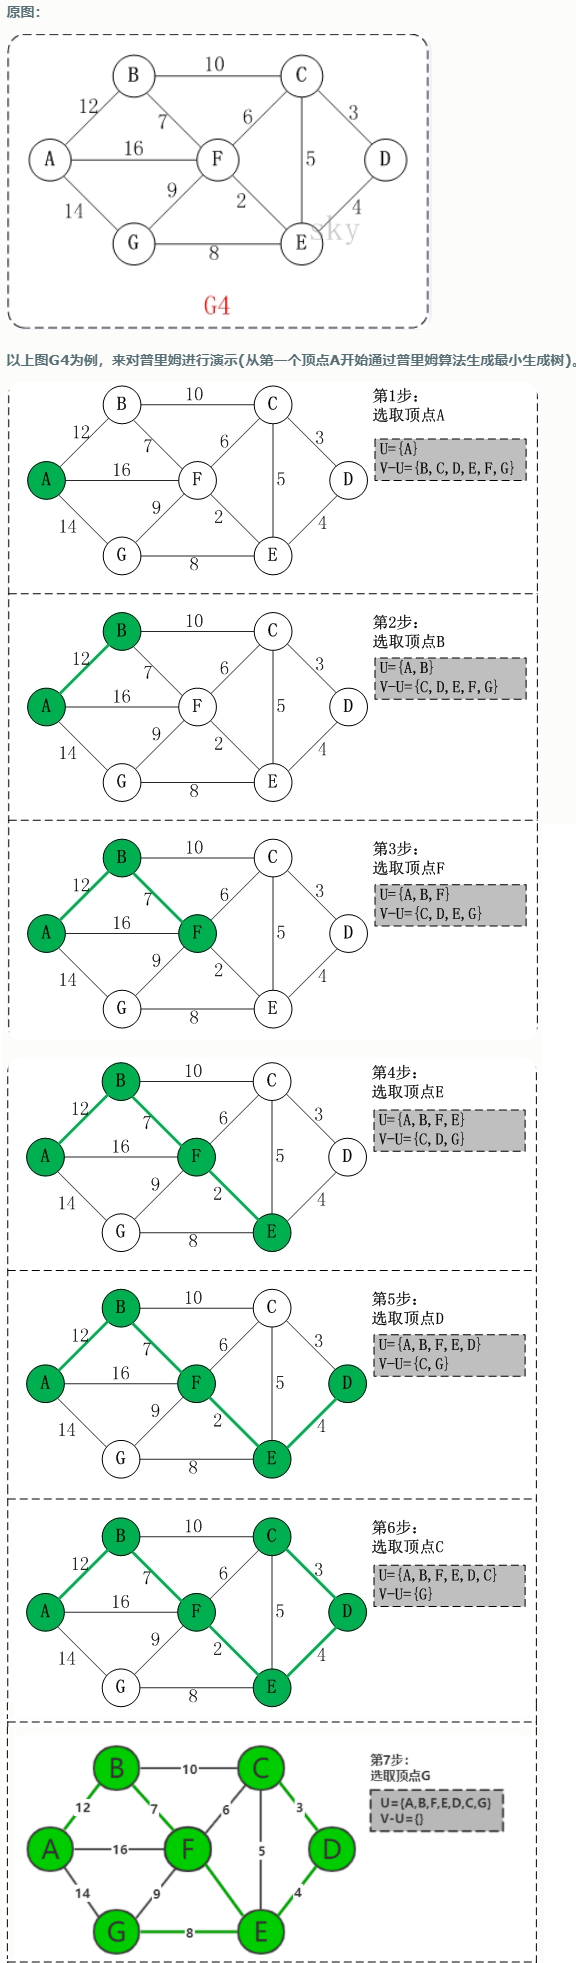 原图：
10
B
C
12
7
6
3
16
A
F
5
D
9
2
14
4
G
E
sky
8
G4
以上图G4为例，来对普里姆进行演示(从第一个顶点A开始通过普里姆算法生成最小生成树)。
10
B
C
12
7
6
3
16
A
F
5
D
9
2
14
4
G
E
8
第1步：
选取顶点A
U={A}
V-U={B,C,D,E,F,G}
10
B
C
12
7
6
3
16
A
F
5
D
9
2
14
4
G
E
8
第2步：
选取顶点B
U={A,B}
V-U={C,D,E,F,G}
10
B
C
12
7
6
3
16
A
F
5
D
9
2
14
4
G
E
8
第3步：
选取顶点F
U={A,B,F}
V-U={C,D,E,G}
10
B
C
12
7
6
3
16
A
F
5
D
9
2
14
4
G
E
8
第4步：
选取顶点E
U={A,B,F,E}
V-U={C,D,G}
10
B
C
12
7
6
3
16
A
F
5
D
9
2
14
4
G
E
8
第5步：
选取顶点D
U={A,B,F,E,D}
V-U={C,G}
10
B
C
12
7
6
3
16
A
F
5
D
9
2
14
4
G
E
8
第6步：
选取顶点C
U={A,B,F,E,D,C}
V-U={G}
B
10
C
12
7
6
3
A
16
F
5
D
14
9
4
G
8
E
第7步：
选取顶点G
U={A,B,F,E,D,C,G}
V-U={}